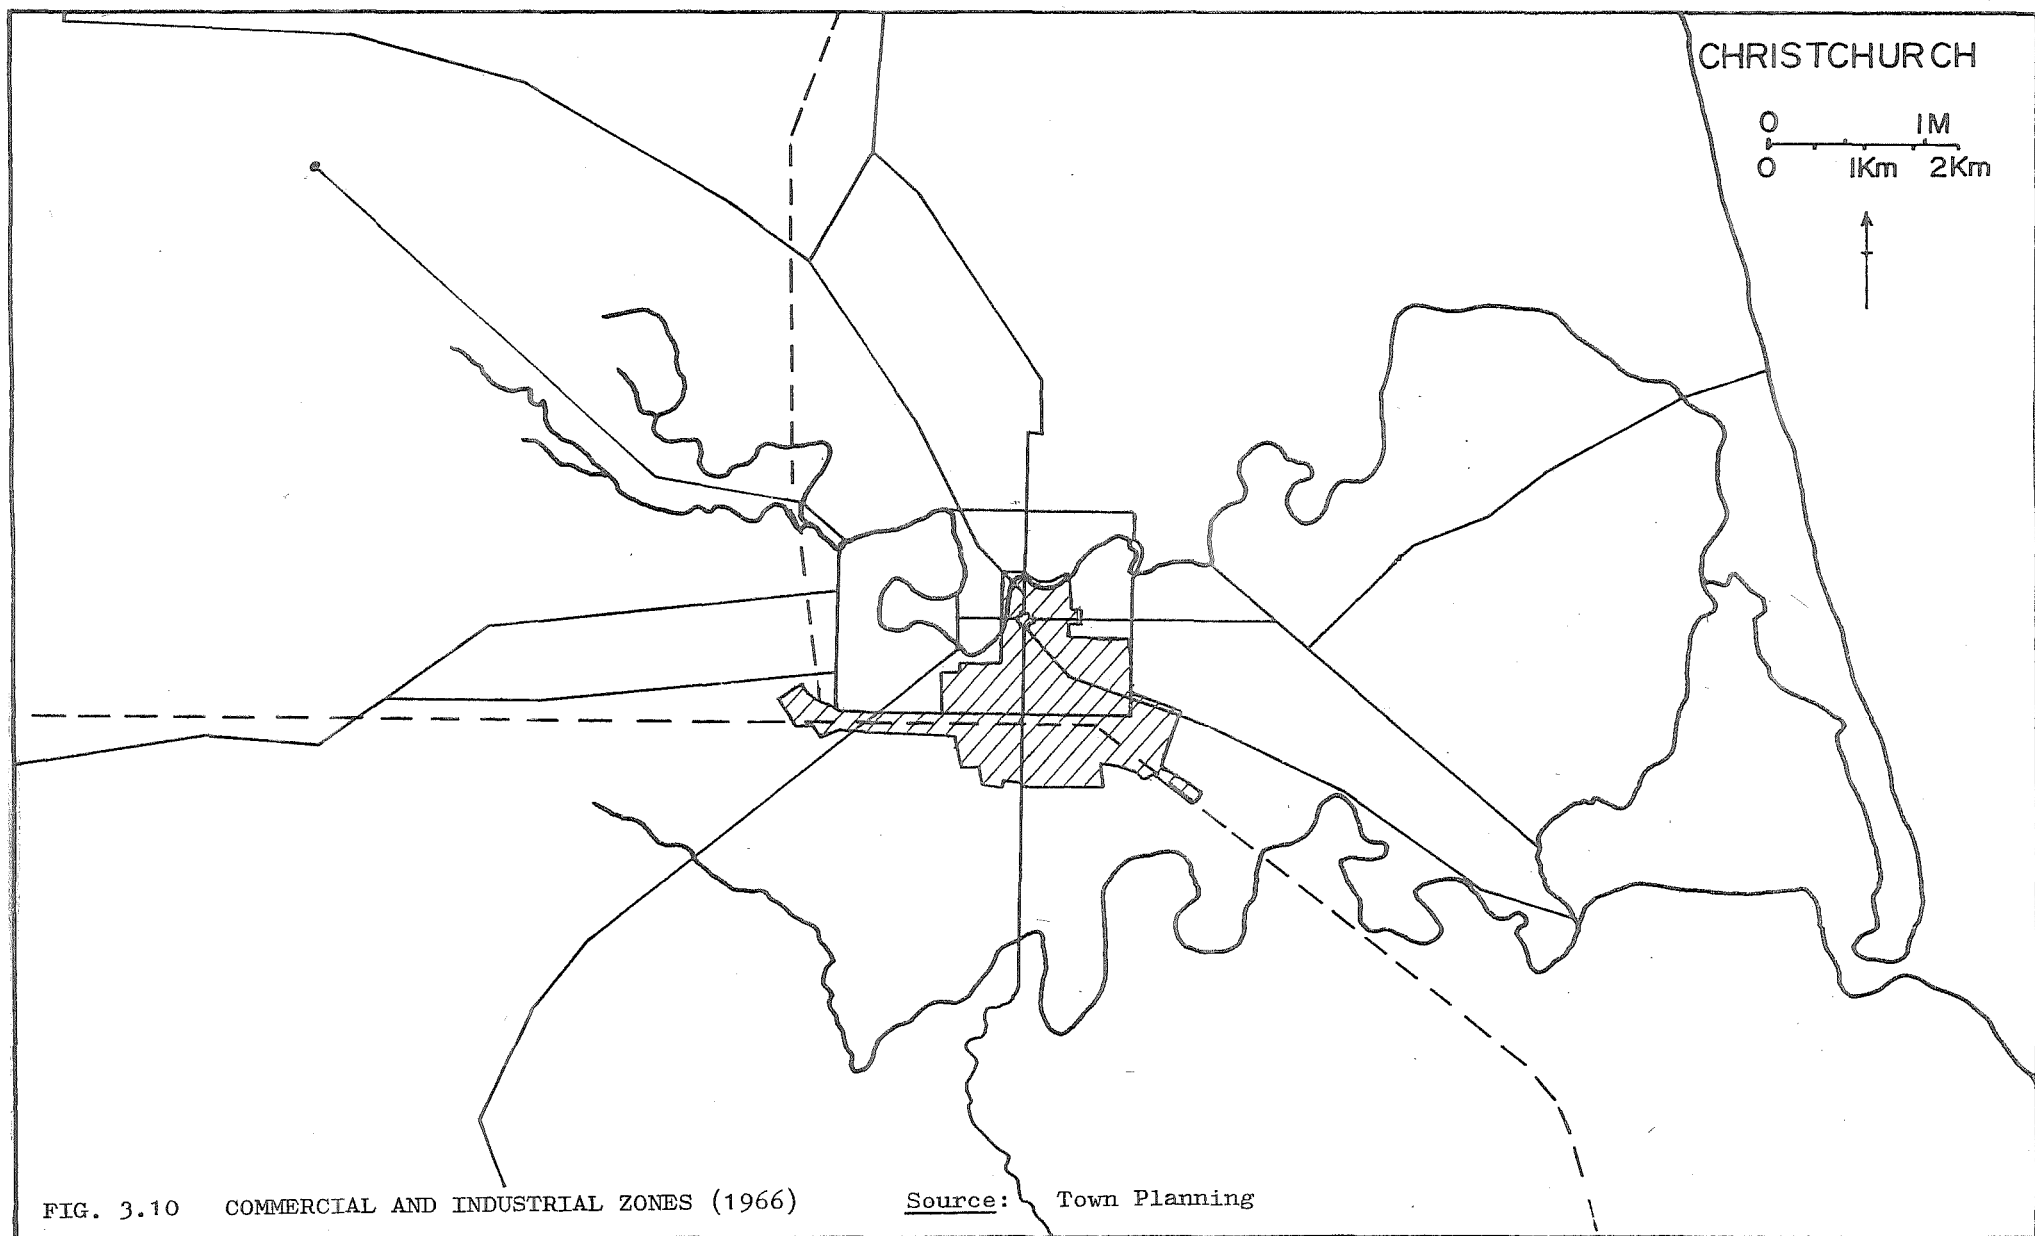 CHRISTCHURCH
0 1M
0 1Km 2Km
FIG. 3.10 COMMERCIAL AND INDUSTRIAL ZONES (1966) Source: Town Planning